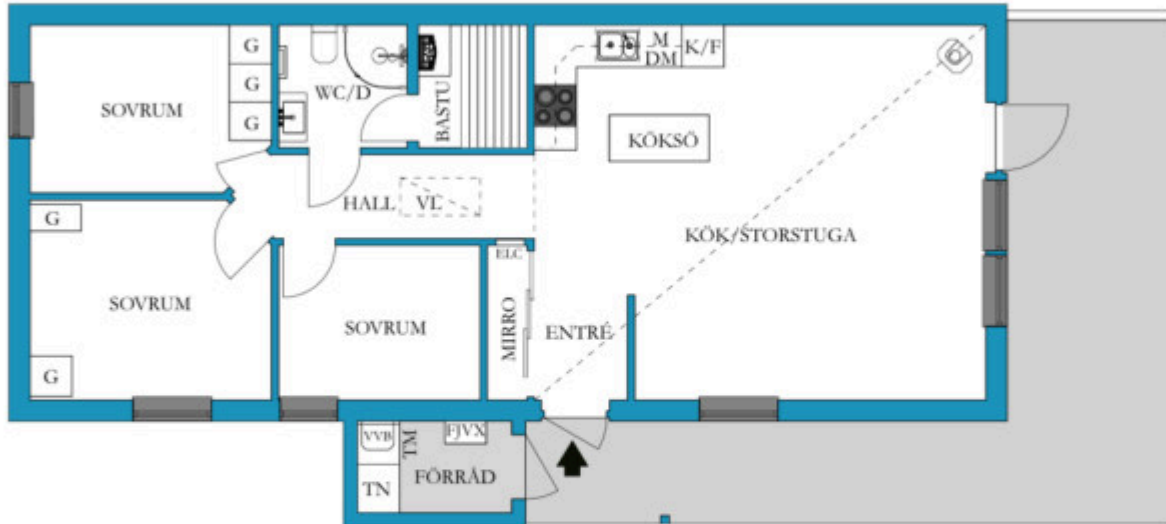 SOVRUM
G
G
G
WC/D
BASTU
M
DM
K/F
KÖKSÖ
HALL
VL
KÖK/STORSTUGA
G
SOVRUM
G
SOVRUM
ELC
MIRRO
ENTRÉ
VVB
TM
FJVX
TN
FÖRRÅD